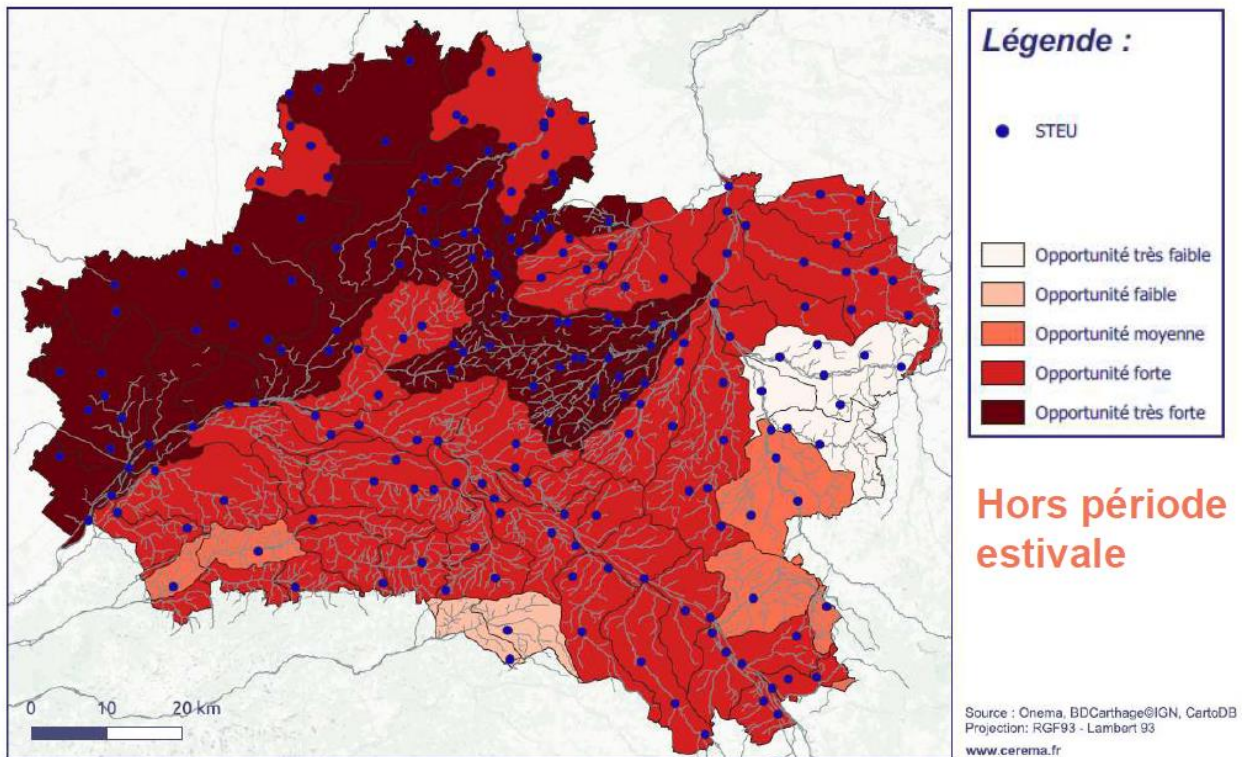 Légende :
STEU
Opportunité très faible
Opportunité faible
Opportunité moyenne
Opportunité forte
Opportunité très forte
Hors période
estivale
0 10 20 km
Source : Onema, BDCarthage©IGN, CartoDB
Projection: RGF93 - Lambert 93
www.cerema.fr